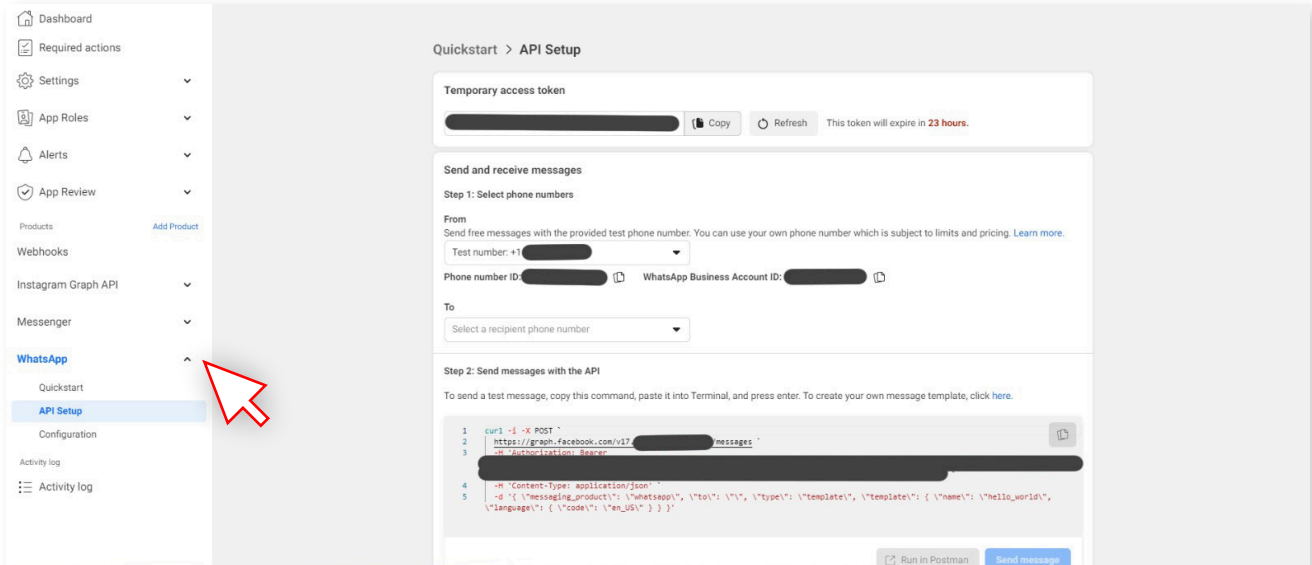 Dashboard
Required actions
Settings
App Roles
Alerts
App Review
Products Add Product
Webhooks
Instagram Graph API
Messenger
WhatsApp
Quickstart
API Setup
Configuration
Activity log
Activity log
Quickstart > API Setup
Temporary access token
Copy Refresh This token will expire in 23 hours.
Send and receive messages
Step 1: Select phone numbers
From
Send free messages with the provided test phone number. You can use your own phone number which is subject to limits and pricing. Learn more.
Test number: +1
Phone number ID: WhatsApp Business Account ID:
To
Select a recipient phone number
Step 2: Send messages with the API
To send a test message, copy this command, paste it into Terminal, and press enter. To create your own message template, click here.
1 curl -i -X POST `
2 https://graph.facebook.com/v17. /messages `
3 -H 'Authorization: Bearer
4 -H 'Content-Type: application/json' `
5 -d '{ \"messaging_product\": \"whatsapp\", \"to\": \"\", \"type\": \"template\", \"template\": { \"name\": \"hello_world\",
\"language\": { \"code\": \"en_US\" } } }'
Run in Postman Send message